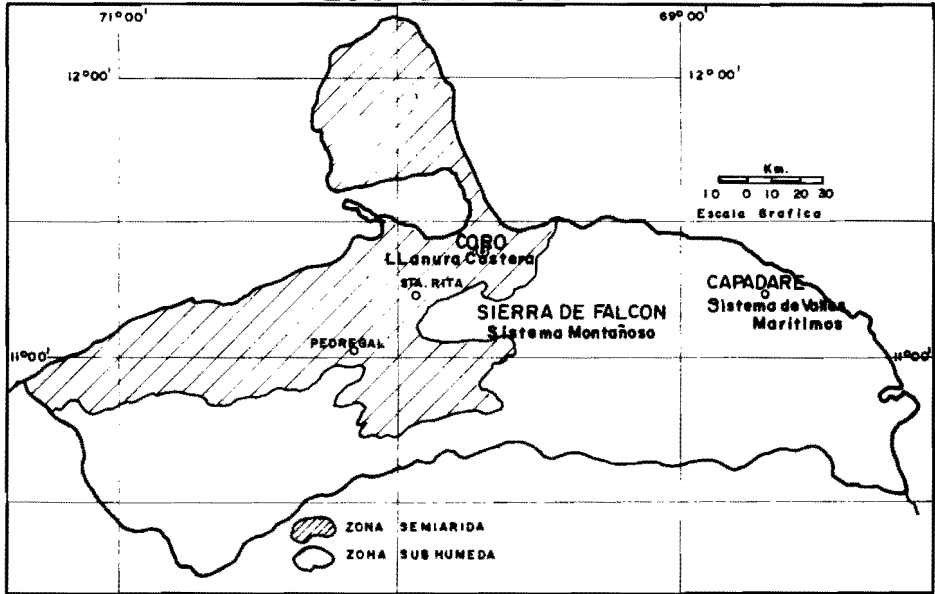 71°00'
69°00'
12°00'
12°00'
Km.
10 0 10 20 30
Escala Grafica
CORO
LLanura Costera
STA. RITA
CAPADARE
Sistema de Valles
Maritimos
SIERRA DE FALCON
Sistema Montañoso
PEDREGAL
11°00'
11°00'
ZONA SEMIARIDA
ZONA SUBHUMEDA